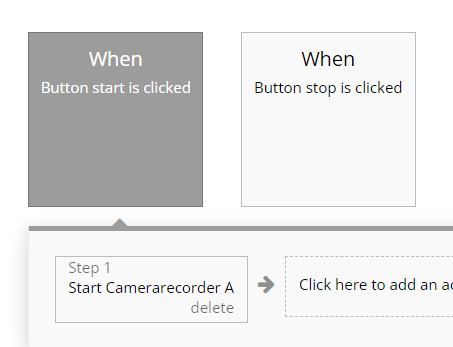 When
Button start is clicked
When
Button stop is clicked
Step 1
Start Camerarecorder A
delete
Click here to add an